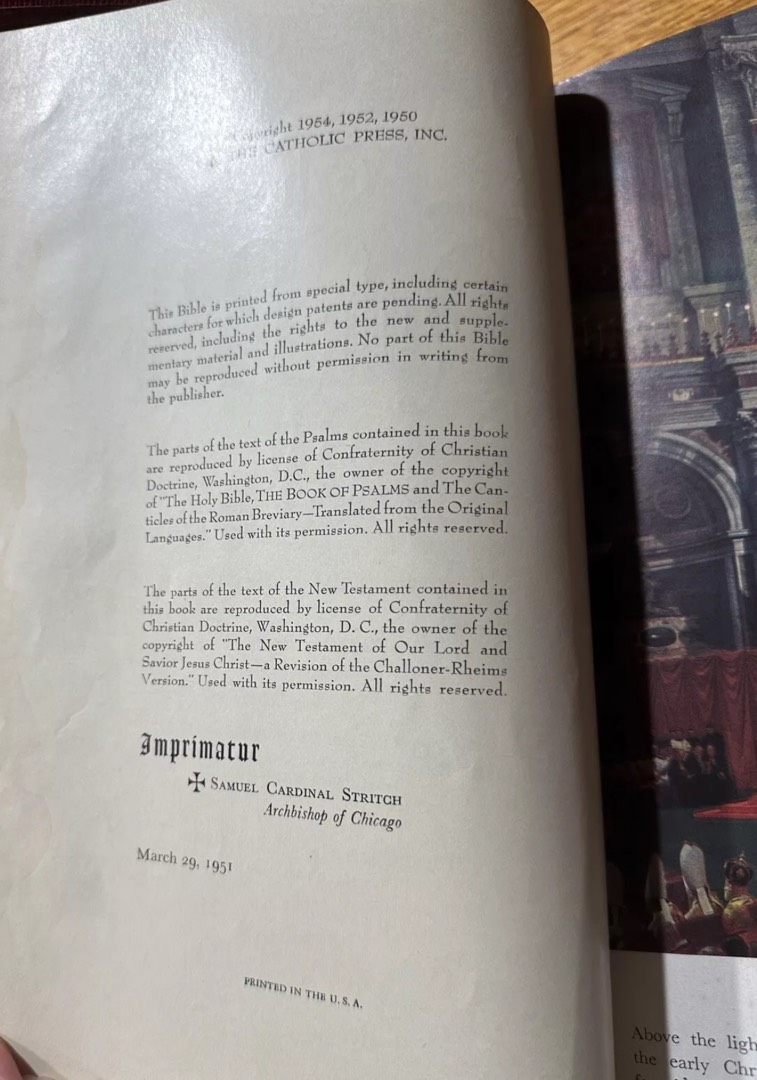 Copyright 1954, 1952, 1950
THE CATHOLIC PRESS, INC.
This Bible is printed from special type, including certain
characters for which design patents are pending. All rights
reserved, including the rights to the new and supple-
mentary material and illustrations. No part of this Bible
may be reproduced without permission in writing from
the publisher.
The parts of the text of the Psalms contained in this book
are reproduced by license of Confraternity of Christian
Doctrine, Washington, D.C., the owner of the copyright
of "The Holy Bible, THE BOOK OF PSALMS and The Can-
ticles of the Roman Breviary—Translated from the Original
Languages." Used with its permission. All rights reserved.
The parts of the text of the New Testament contained in
this book are reproduced by license of Confraternity of
Christian Doctrine, Washington, D. C., the owner of the
copyright of "The New Testament of Our Lord and
Savior Jesus Christ—a Revision of the Challoner-Rheims
Version." Used with its permission. All rights reserved.
Imprimatur
✠ SAMUEL CARDINAL STRITCH
Archbishop of Chicago
March 29, 1951
PRINTED IN THE U. S. A.
Above the ligh
the early Chr